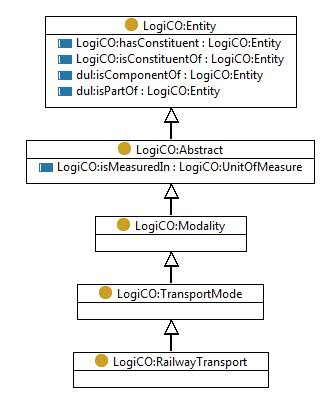 LogiCO:Entity
LogiCO:hasConstituent : LogiCO:Entity
LogiCO:isConstituentOf : LogiCO:Entity
dul:isComponentOf : LogiCO:Entity
dul:isPartOf : LogiCO:Entity
LogiCO:Abstract
LogiCO:isMeasuredIn : LogiCO:UnitOfMeasure
LogiCO:Modality
LogiCO:TransportMode
LogiCO:RailwayTransport